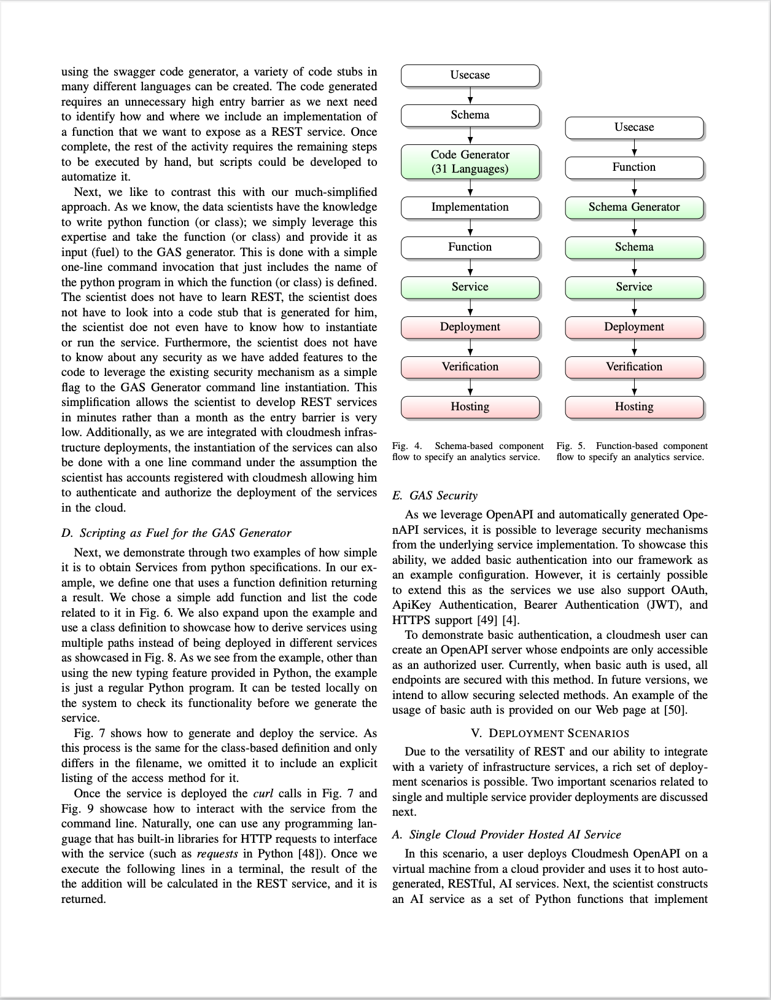 using the swagger code generator, a variety of code stubs in
many different languages can be created. The code generated
requires an unnecessary high entry barrier as we next need
to identify how and where we include an implementation of
a function that we want to expose as a REST service. Once
complete, the rest of the activity requires the remaining steps
to be executed by hand, but scripts could be developed to
automatize it.
Next, we like to contrast this with our much-simplified
approach. As we know, the data scientists have the knowledge
to write python function (or class); we simply leverage this
expertise and take the function (or class) and provide it as
input (fuel) to the GAS generator. This is done with a simple
one-line command invocation that just includes the name of
the python program in which the function (or class) is defined.
The scientist does not have to learn REST, the scientist does
not have to look into a code stub that is generated for him,
the scientist doe not even have to know how to instantiate
or run the service. Furthermore, the scientist does not have
to know about any security as we have added features to the
code to leverage the existing security mechanism as a simple
flag to the GAS Generator command line instantiation. This
simplification allows the scientist to develop REST services
in minutes rather than a month as the entry barrier is very
low. Additionally, as we are integrated with cloudmesh infras-
tructure deployments, the instantiation of the services can also
be done with a one line command under the assumption the
scientist has accounts registered with cloudmesh allowing him
to authenticate and authorize the deployment of the services
in the cloud.
D. Scripting as Fuel for the GAS Generator
Next, we demonstrate through two examples of how simple
it is to obtain Services from python specifications. In our ex-
ample, we define one that uses a function definition returning
a result. We chose a simple add function and list the code
related to it in Fig. 6. We also expand upon the example and
use a class definition to showcase how to derive services using
multiple paths instead of being deployed in different services
as showcased in Fig. 8. As we see from the example, other than
using the new typing feature provided in Python, the example
is just a regular Python program. It can be tested locally on
the system to check its functionality before we generate the
service.
Fig. 7 shows how to generate and deploy the service. As
this process is the same for the class-based definition and only
differs in the filename, we omitted it to include an explicit
listing of the access method for it.
Once the service is deployed the curl calls in Fig. 7 and
Fig. 9 showcase how to interact with the service from the
command line. Naturally, one can use any programming lan-
guage that has built-in libraries for HTTP requests to interface
with the service (such as requests in Python [48]). Once we
execute the following lines in a terminal, the result of the
the addition will be calculated in the REST service, and it is
returned.
Usecase
Schema
Code Generator
(31 Languages)
Implementation
Function
Service
Deployment
Verification
Hosting
Fig. 4. Schema-based component
flow to specify an analytics service.
Usecase
Function
Schema Generator
Schema
Service
Deployment
Verification
Hosting
Fig. 5. Function-based component
flow to specify an analytics service.
E. GAS Security
As we leverage OpenAPI and automatically generated Ope-
nAPI services, it is possible to leverage security mechanisms
from the underlying service implementation. To showcase this
ability, we added basic authentication into our framework as
an example configuration. However, it is certainly possible
to extend this as the services we use also support OAuth,
ApiKey Authentication, Bearer Authentication (JWT), and
HTTPS support [49] [4].
To demonstrate basic authentication, a cloudmesh user can
create an OpenAPI server whose endpoints are only accessible
as an authorized user. Currently, when basic auth is used, all
endpoints are secured with this method. In future versions, we
intend to allow securing selected methods. An example of the
usage of basic auth is provided on our Web page at [50].
V. DEPLOYMENT SCENARIOS
Due to the versatility of REST and our ability to integrate
with a variety of infrastructure services, a rich set of deploy-
ment scenarios is possible. Two important scenarios related to
single and multiple service provider deployments are discussed
next.
A. Single Cloud Provider Hosted AI Service
In this scenario, a user deploys Cloudmesh OpenAPI on a
virtual machine from a cloud provider and uses it to host auto-
generated, RESTful, AI services. Next, the scientist constructs
an AI service as a set of Python functions that implement